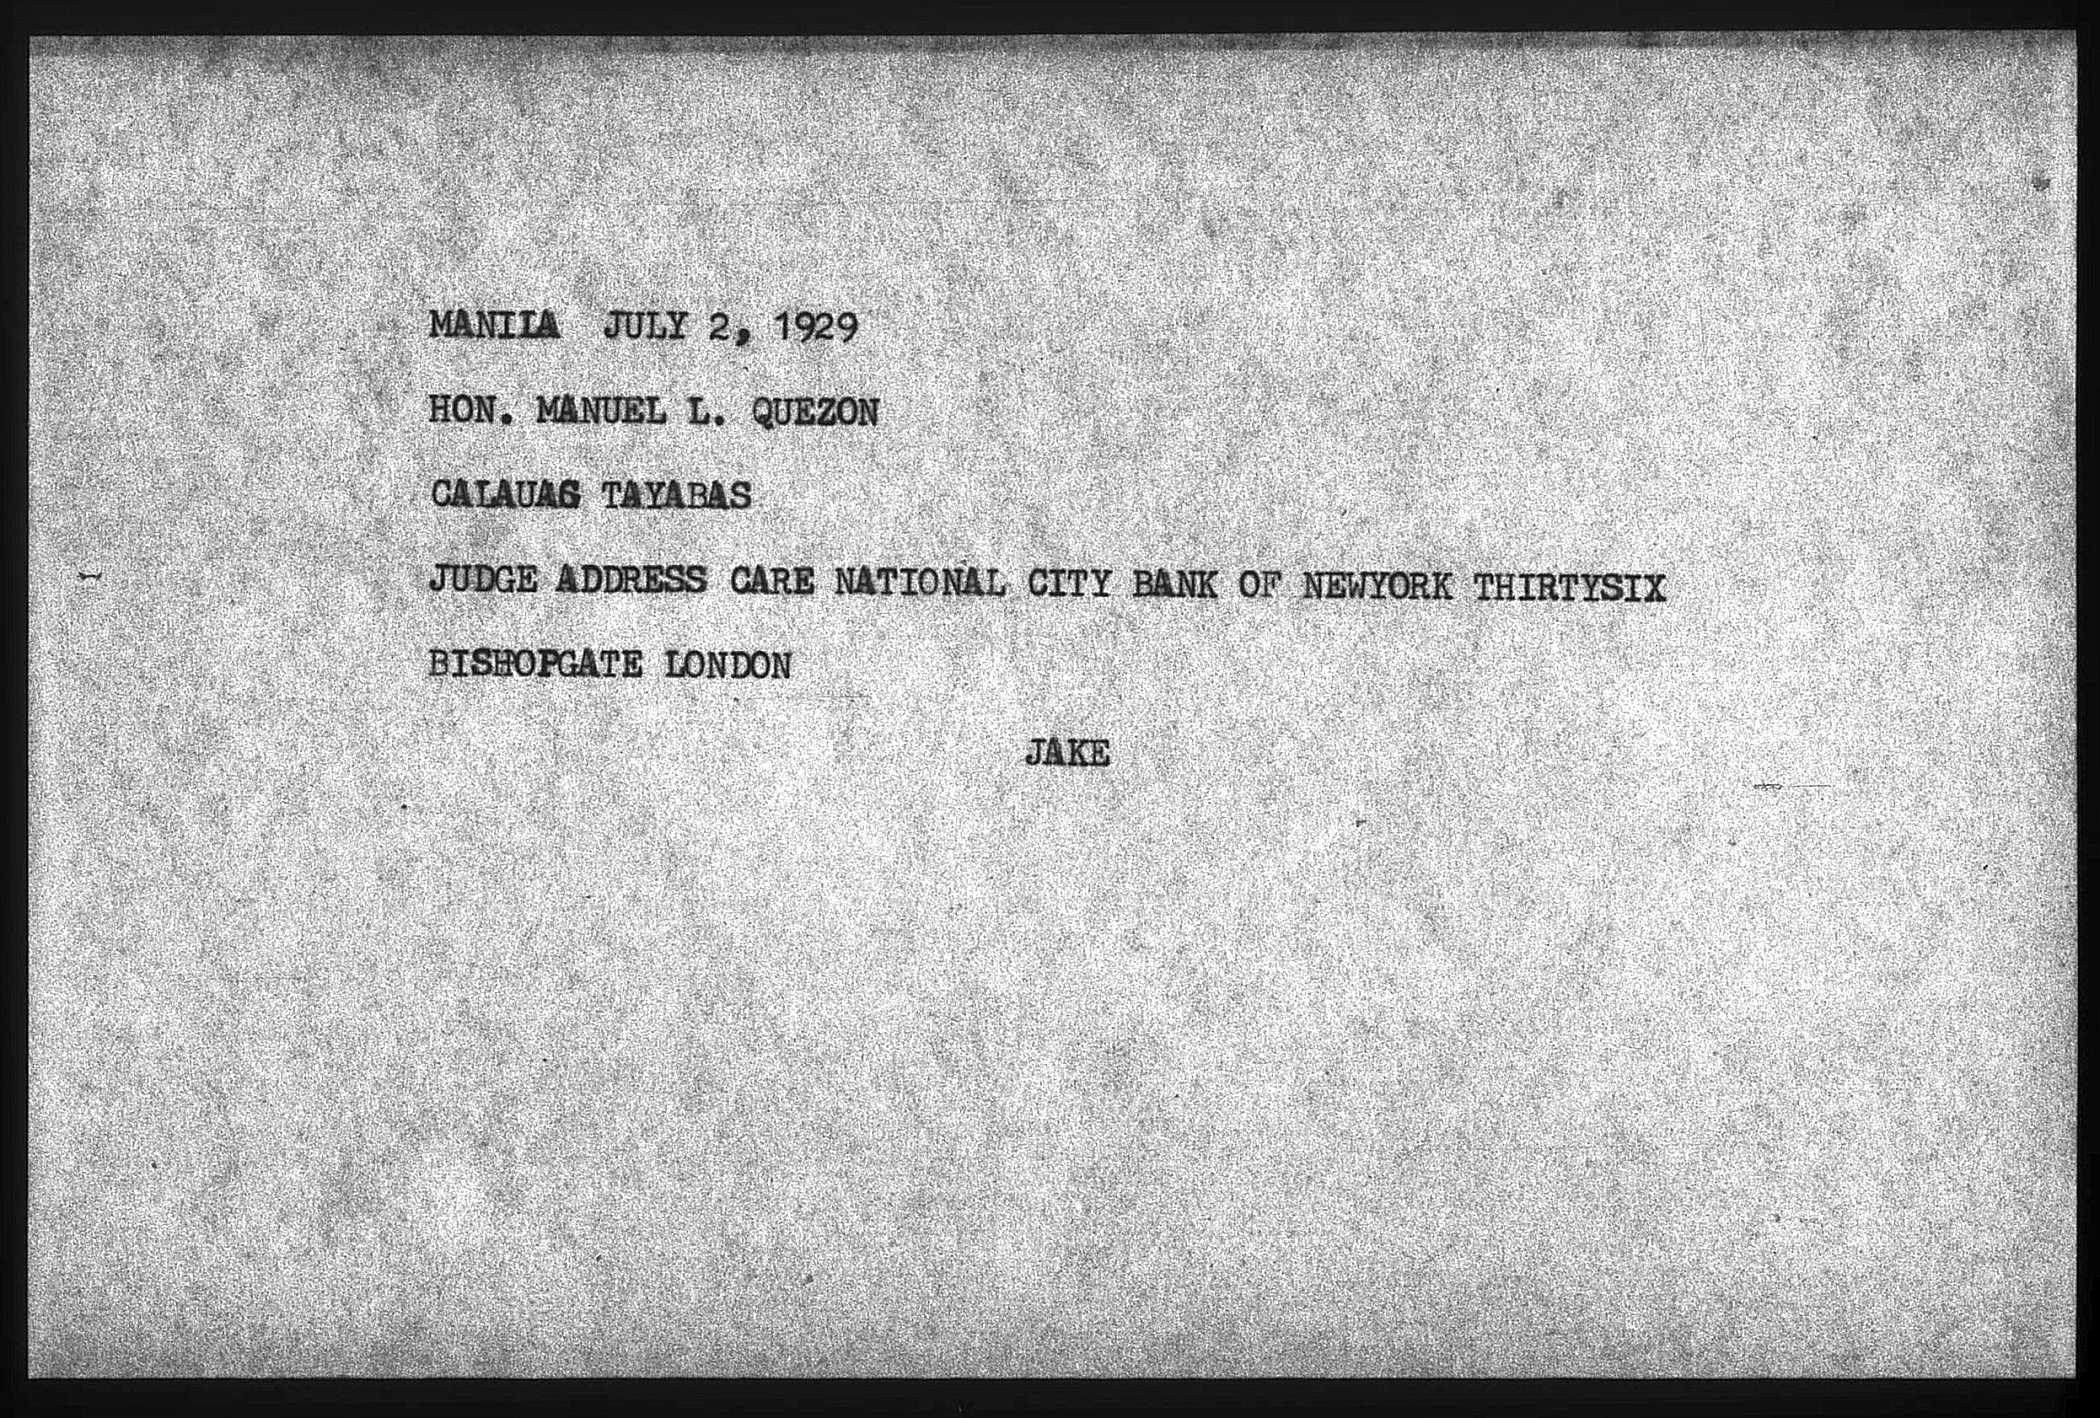 MANILA JULY 2, 1929
HON. MANUEL L. QUEZON
CALAUAG TAYABAS
JUDGE ADDRESS CARE NATIONAL CITY BANK OF NEWYORK THIRTYSIX
BISHOPGATE LONDON
JAKE